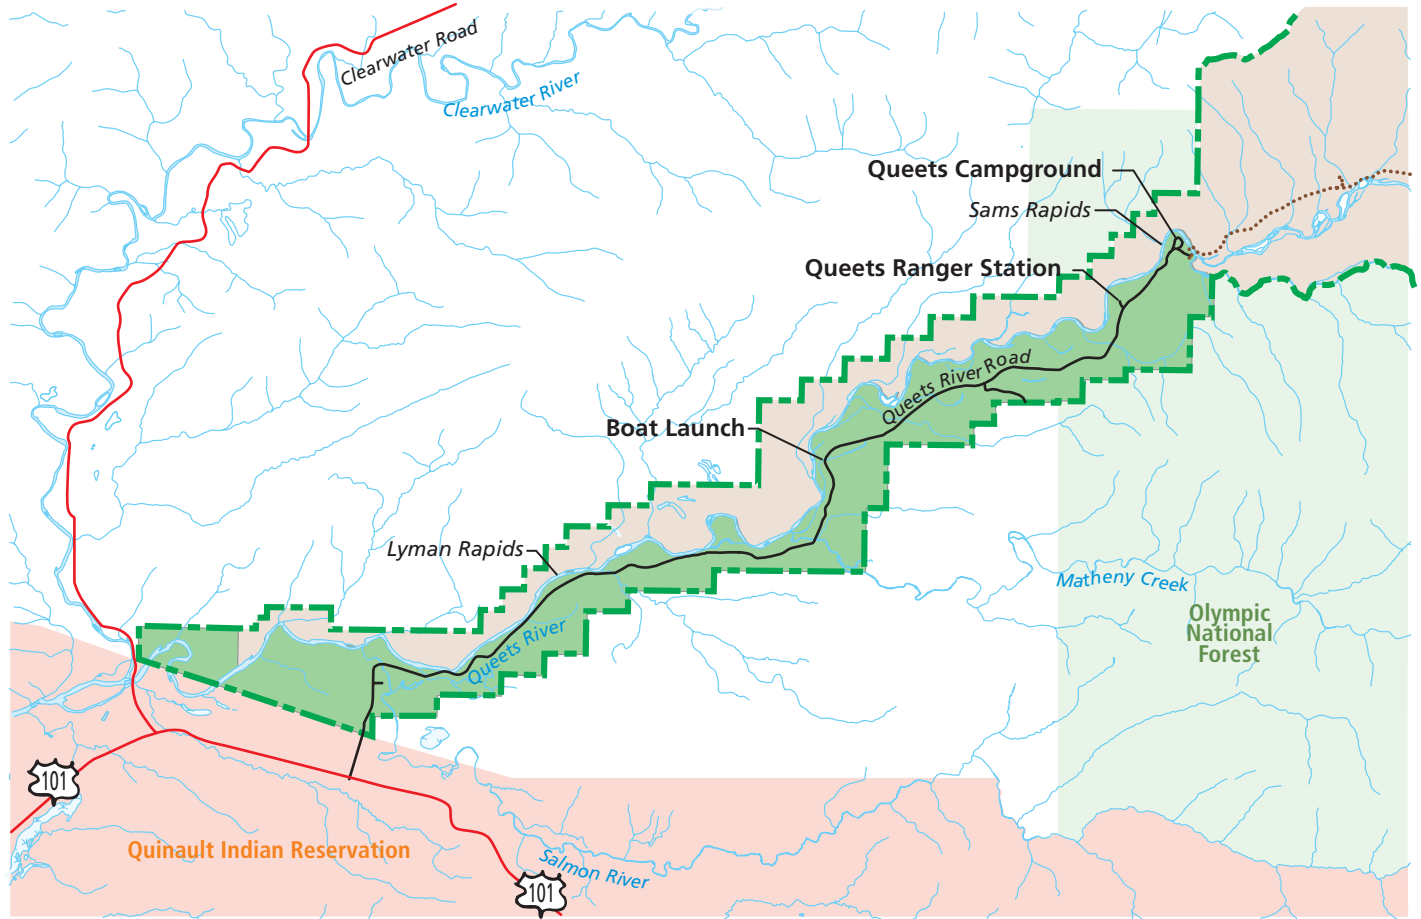 Clearwater Road
Clearwater River
Queets Campground
Sams Rapids
Queets Ranger Station
Queets River Road
Boat Launch
Lyman Rapids
Matheny Creek
Olympic
National
Forest
Queets River
101
Quinault Indian Reservation
Salmon River
101